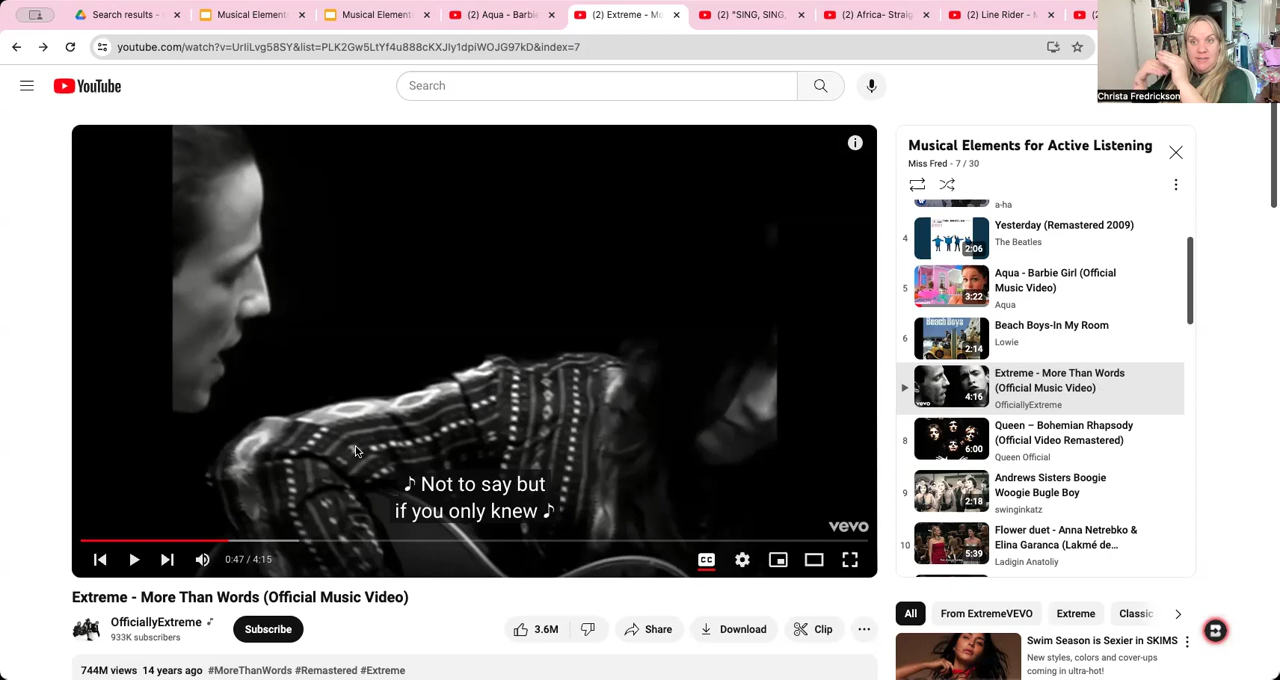 Search results -
Musical Element
Musical Element
(2) Aqua - Barbie
(2) Extreme - Mo
(2) "SING, SING,
(2) Africa- Straig
(2) Line Rider - M
youtube.com/watch?v=UrIiLvg58SY&list=PLK2Gw5LtYf4u888cKXJIy1dpiWOJG97kD&index=7
Christa Fredrickson
YouTube
Search
Musical Elements for Active Listening
Miss Fred - 7 / 30
a-ha
4
2:06
Yesterday (Remastered 2009)
The Beatles
5
3:22
Aqua - Barbie Girl (Official
Music Video)
Aqua
6
Beach Boys
2:14
Beach Boys-In My Room
Lowie
vevo
4:16
Extreme - More Than Words
(Official Music Video)
OfficiallyExtreme
8
6:00
Queen – Bohemian Rhapsody
(Official Video Remastered)
Queen Official
9
2:18
Andrews Sisters Boogie
Woogie Bugle Boy
swinginkatz
10
5:39
Flower duet - Anna Netrebko &
Elina Garanca (Lakmé de...
Ladigin Anatoliy
♪ Not to say but
if you only knew ♪
vevo
0:47 / 4:15
CC
Extreme - More Than Words (Official Music Video)
OfficiallyExtreme
933K subscribers
Subscribe
3.6M
Share
Download
Clip
744M views 14 years ago #MoreThanWords #Remastered #Extreme
All
From ExtremeVEVO
Extreme
Classic
Swim Season is Sexier in SKIMS
New styles, colors and cover-ups
coming in ultra-hot!